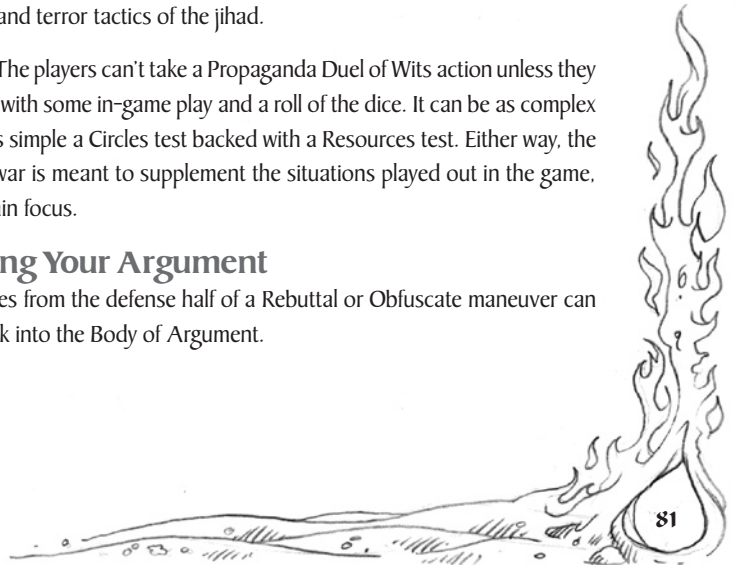 and terror tactics of the jihad.
The players can't take a Propaganda Duel of Wits action unless they
with some in-game play and a roll of the dice. It can be as complex
s simple a Circles test backed with a Resources test. Either way, the
war is meant to supplement the situations played out in the game,
in focus.
ng Your Argument
es from the defense half of a Rebuttal or Obfuscate maneuver can
k into the Body of Argument.
81